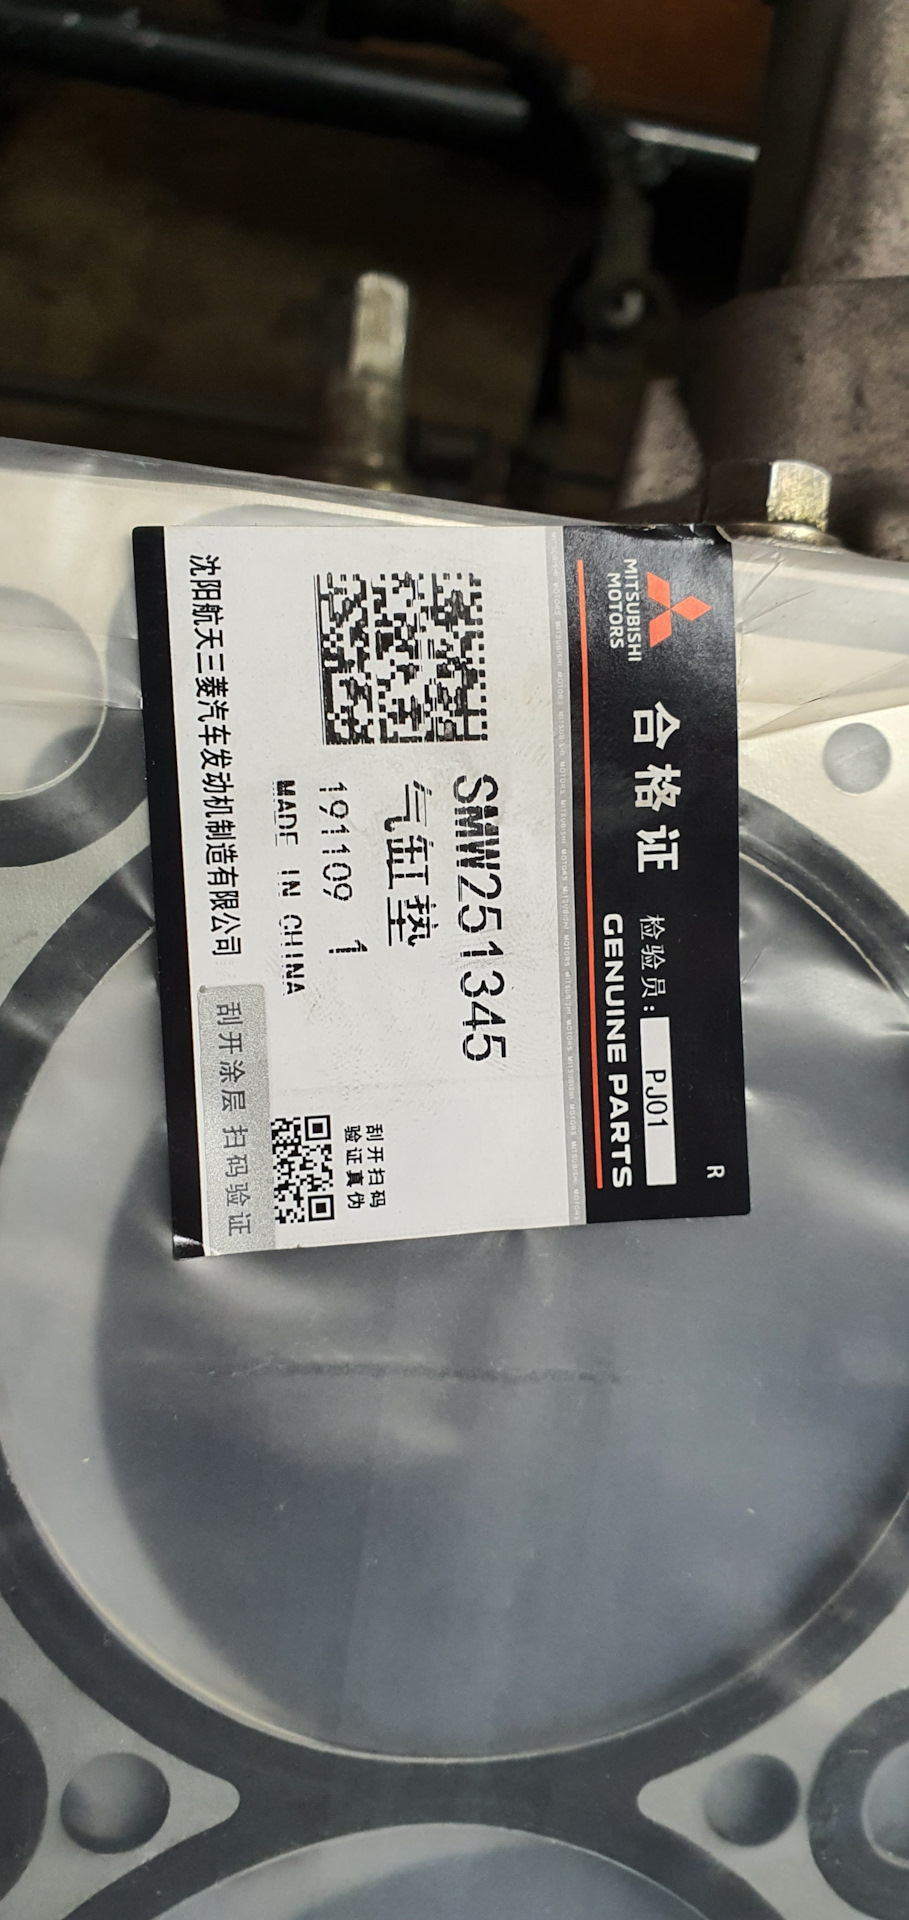 R
MITSUBISHI
MOTORS
合格证
检验员:
PJ01
GENUINE PARTS
SMW251345
气缸垫
191109 1
MADE IN CHINA
刮开扫码
验证真伪
沈阳航天三菱汽车发动机制造有限公司
刮开涂层 扫码验证